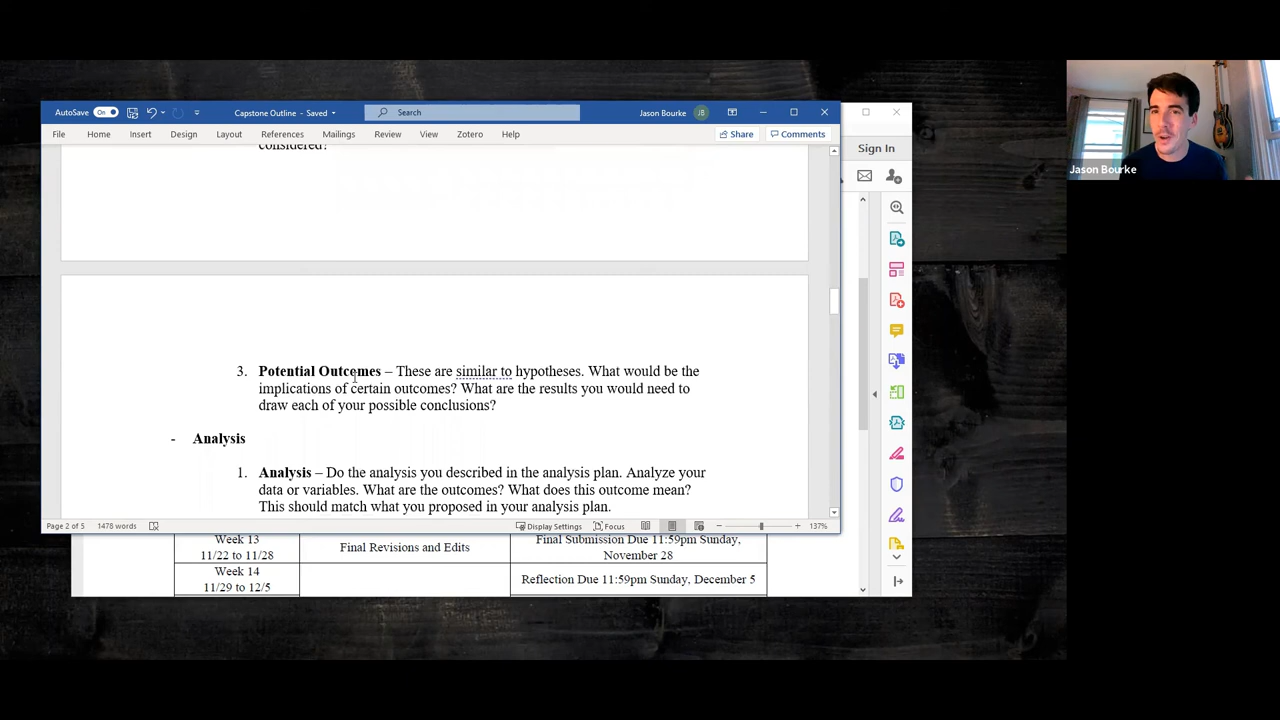 AutoSave On Capstone Outline - Saved Search Jason Bourke JB
File Home Insert Design Layout References Mailings Review View Zotero Help Share Comments
Sign In
considered?
3. Potential Outcomes – These are similar to hypotheses. What would be the
implications of certain outcomes? What are the results you would need to
draw each of your possible conclusions?
- Analysis
1. Analysis – Do the analysis you described in the analysis plan. Analyze your
data or variables. What are the outcomes? What does this outcome mean?
This should match what you proposed in your analysis plan.
Page 2 of 5 1478 words Display Settings Focus 137%
Week 13
11/22 to 11/28
Final Revisions and Edits
Final Submission Due 11:59pm Sunday,
November 28
Week 14
11/29 to 12/5
Reflection Due 11:59pm Sunday, December 5
Jason Bourke